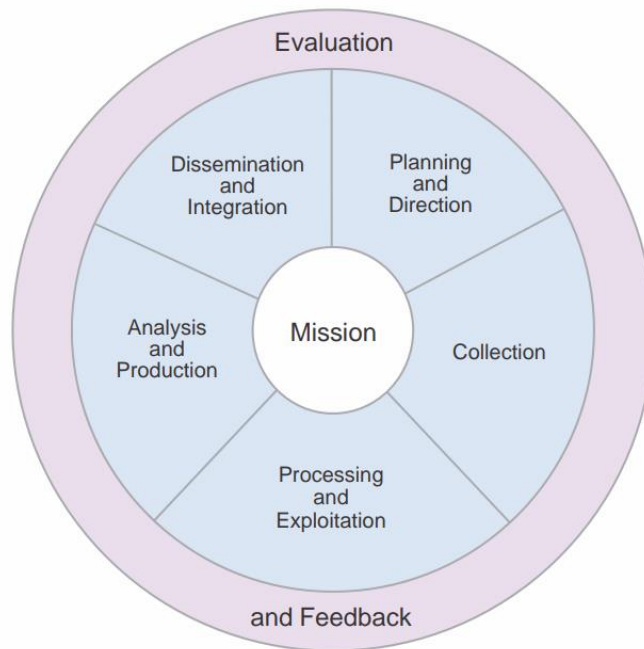 Evaluation
Planning
and
Direction
Collection
Processing
and
Exploitation
Analysis
and
Production
Dissemination
and
Integration
Mission
and Feedback